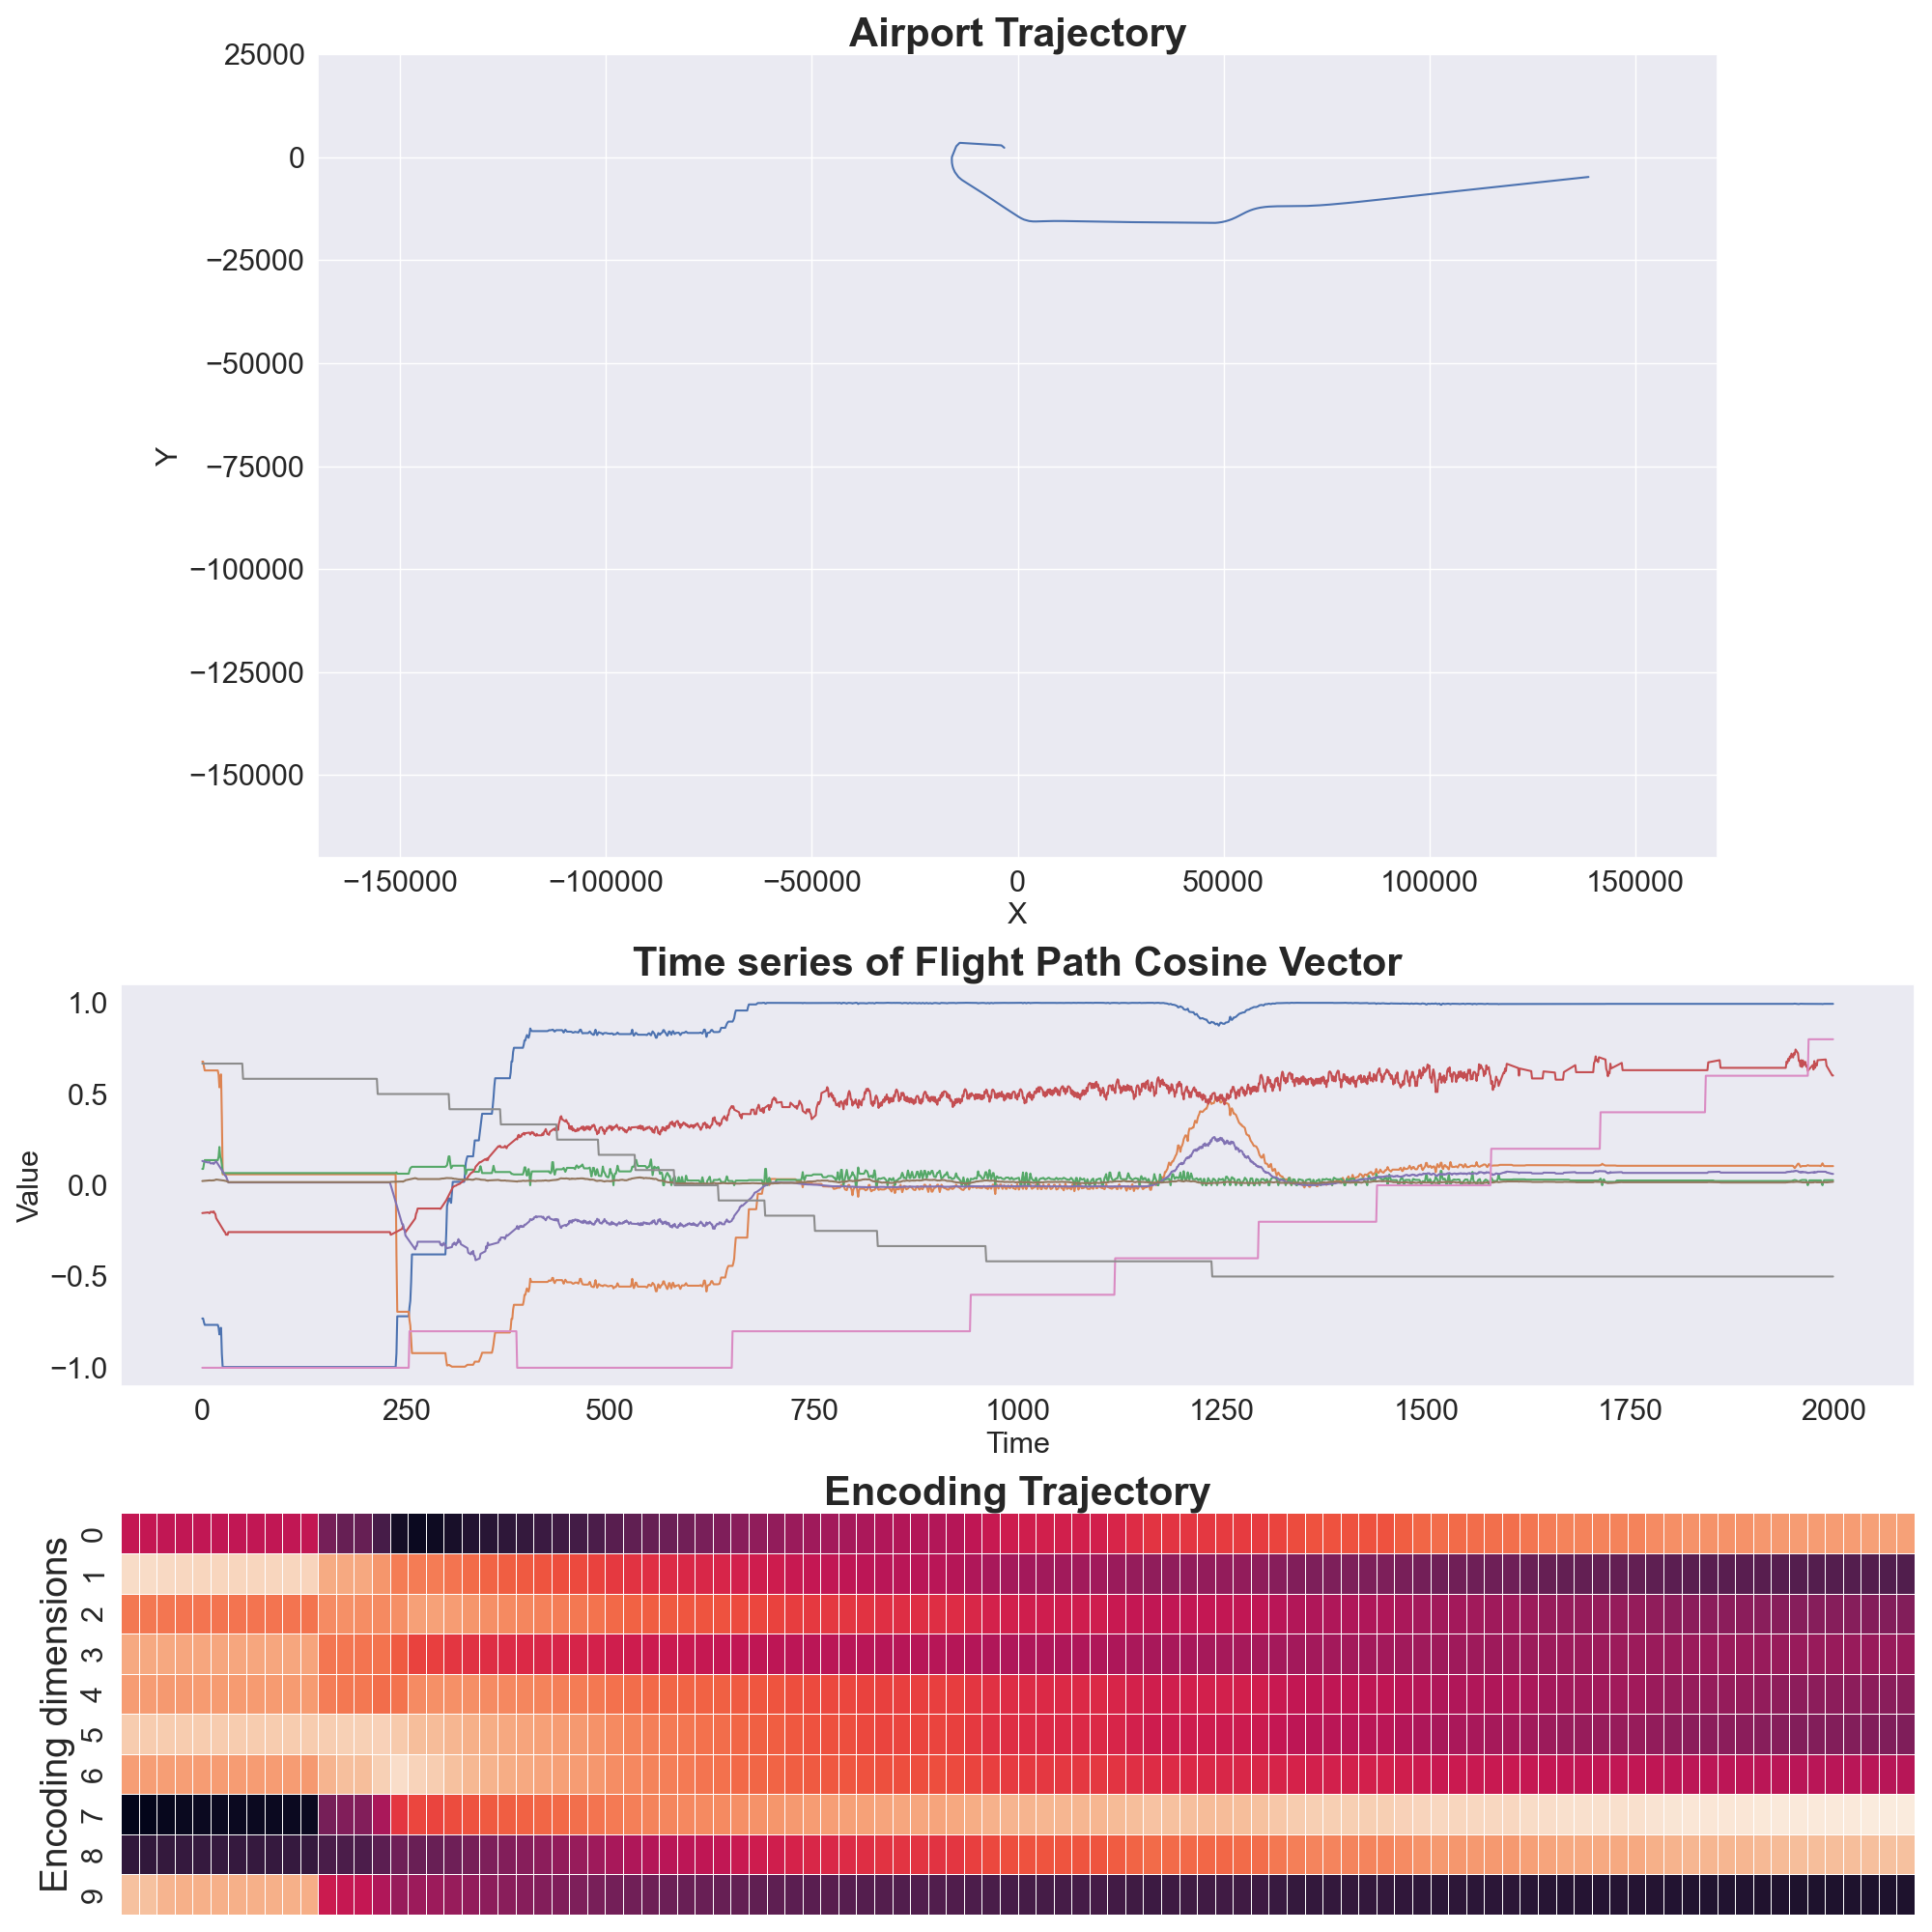 Airport Trajectory
25000
0
−25000
−50000
−75000
−100000
−125000
−150000
Y
−150000 −100000 −50000 0 50000 100000 150000
X
Time series of Flight Path Cosine Vector
1.0
0.5
0.0
−0.5
−1.0
Value
0 250 500 750 1000 1250 1500 1750 2000
Time
Encoding Trajectory
Encoding dimensions
0
1
2
3
4
5
6
7
8
9